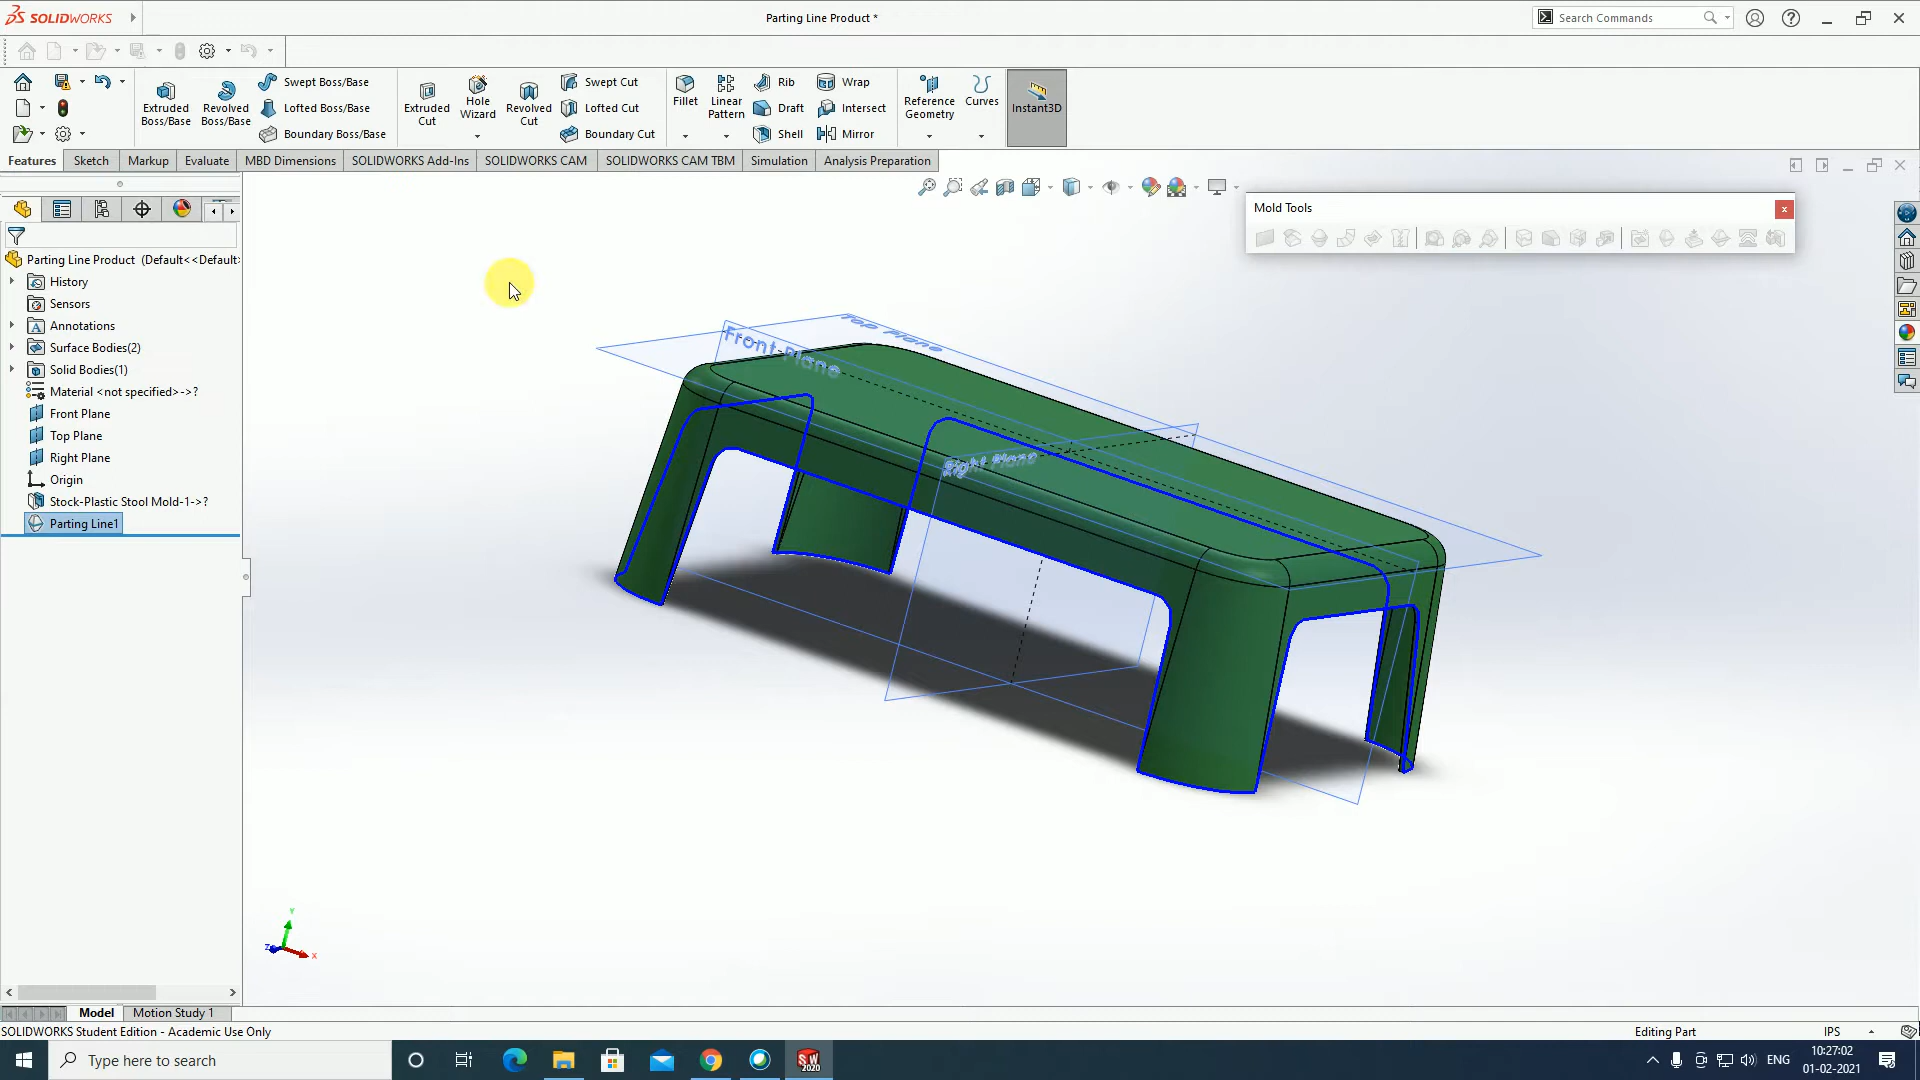 SOLIDWORKS
Parting Line Product *
Search Commands
Extruded Boss/Base
Revolved Boss/Base
Swept Boss/Base
Lofted Boss/Base
Boundary Boss/Base
Extruded Cut
Hole Wizard
Revolved Cut
Swept Cut
Lofted Cut
Boundary Cut
Fillet
Linear Pattern
Rib
Draft
Shell
Wrap
Intersect
Mirror
Reference Geometry
Curves
Instant3D
Features
Sketch
Markup
Evaluate
MBD Dimensions
SOLIDWORKS Add-Ins
SOLIDWORKS CAM
SOLIDWORKS CAM TBM
Simulation
Analysis Preparation
Mold Tools
Parting Line Product (Default<<Default:
History
Sensors
Annotations
Surface Bodies(2)
Solid Bodies(1)
Material <not specified>->?
Front Plane
Top Plane
Right Plane
Origin
Stock-Plastic Stool Mold-1->?
Parting Line1
Top Plane
Front Plane
Right Plane
Y
Z
X
Model
Motion Study 1
SOLIDWORKS Student Edition - Academic Use Only
Editing Part
IPS
Type here to search
SW
2020
ENG
10:27:02
01-02-2021